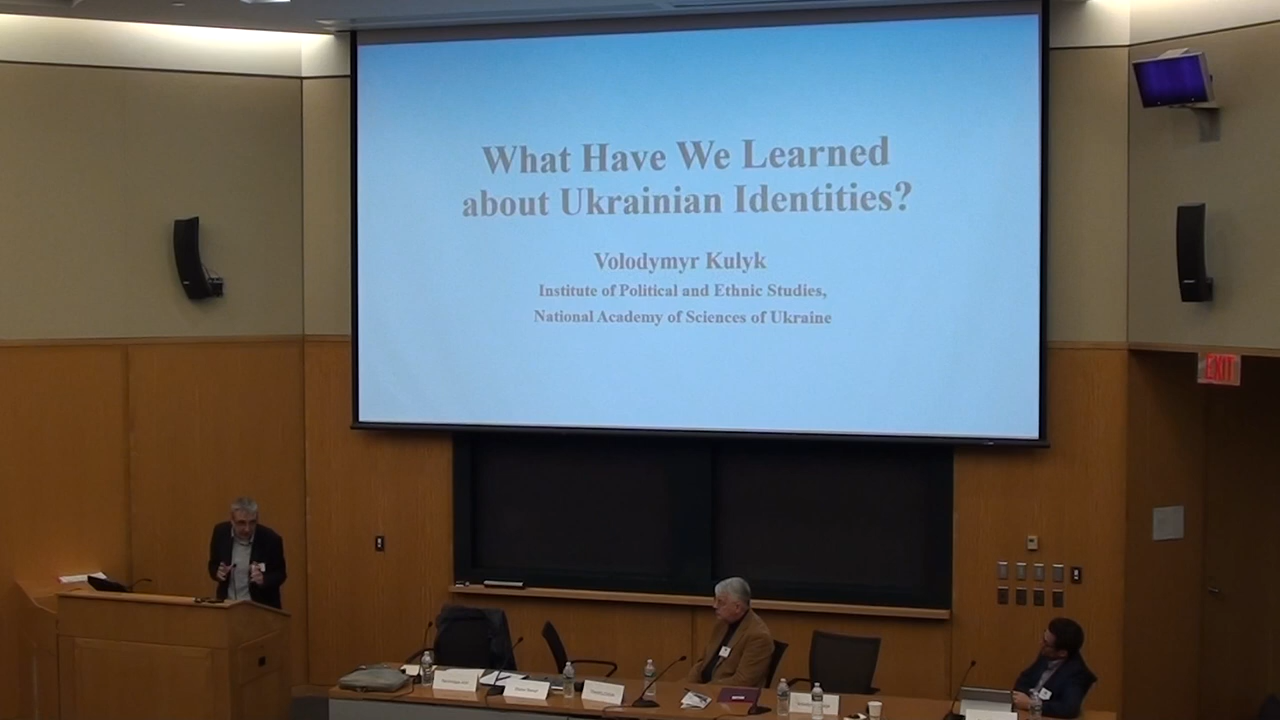 What Have We Learned
about Ukrainian Identities?
Volodymyr Kulyk
Institute of Political and Ethnic Studies,
National Academy of Sciences of Ukraine
EXIT